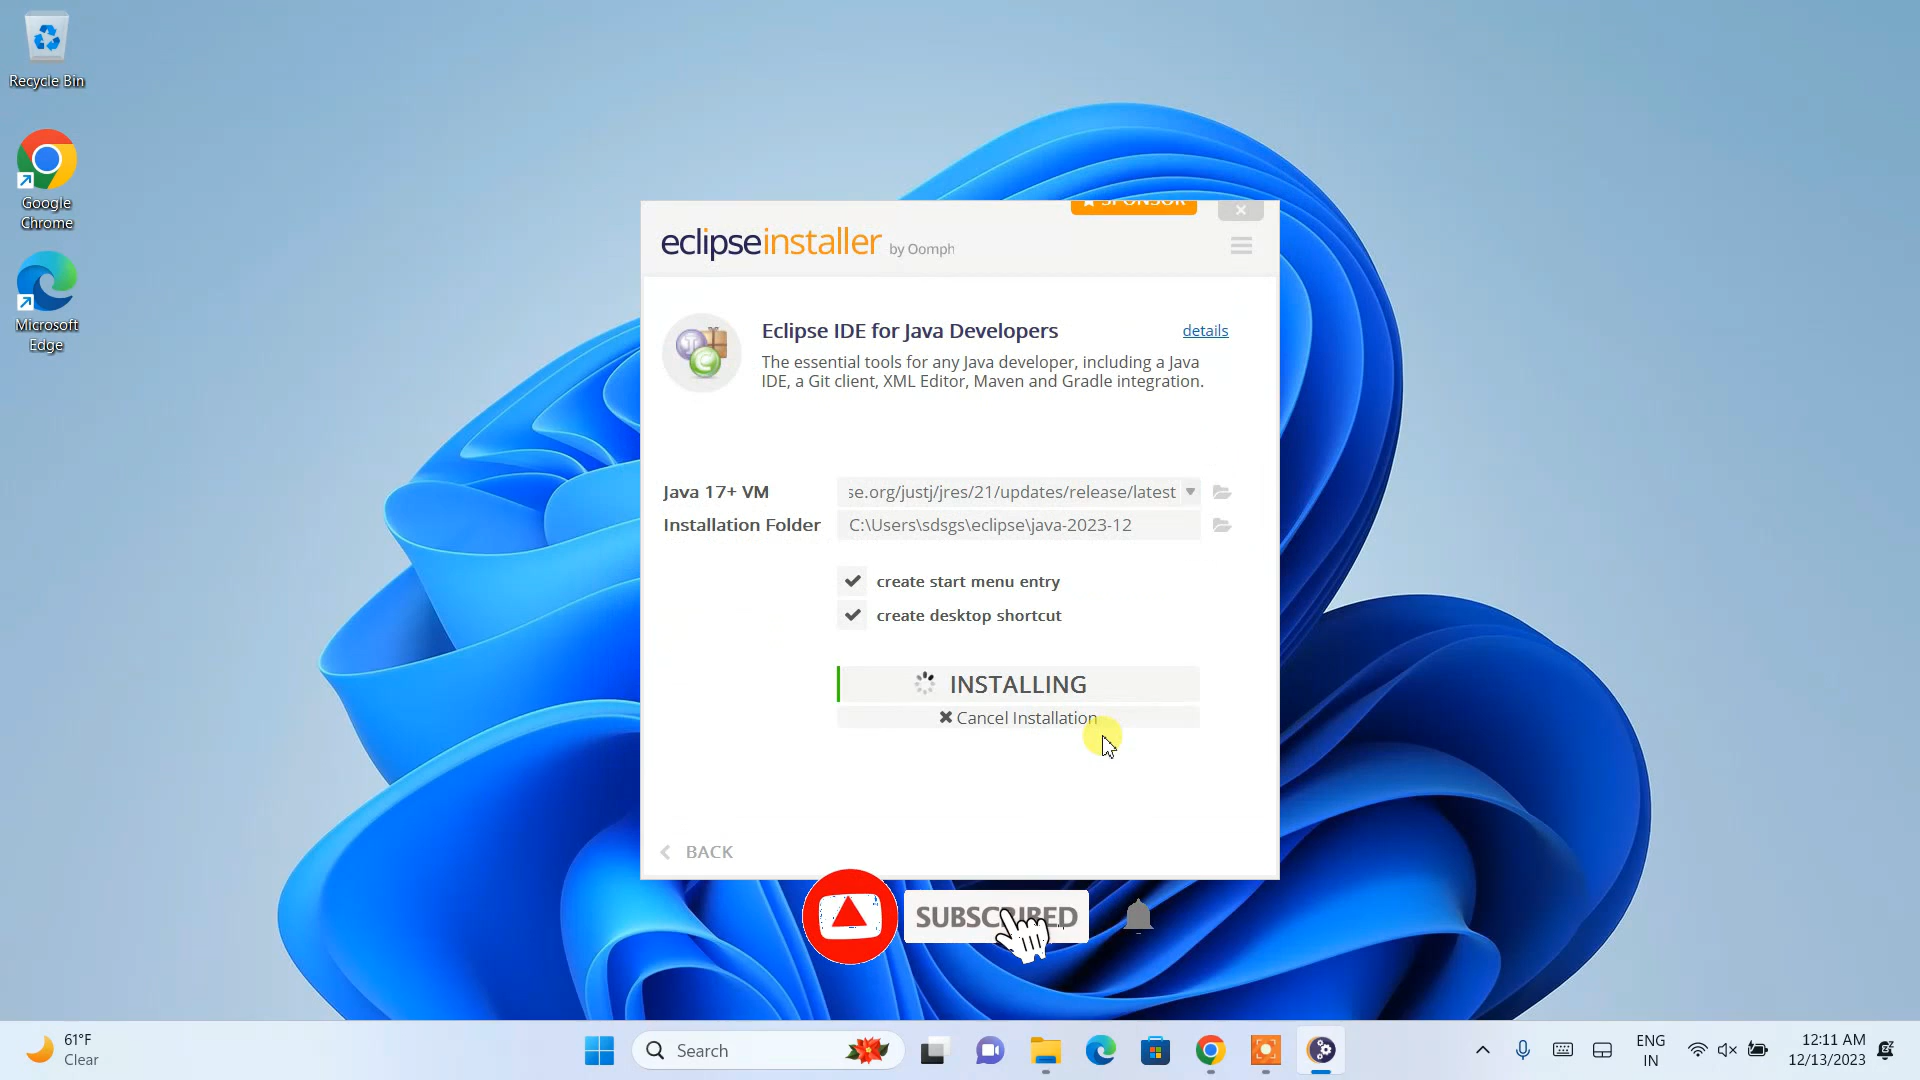 Recycle Bin
Google
Chrome
Microsoft
Edge
SPONSOR
eclipseinstaller by Oomph
Eclipse IDE for Java Developers
details
The essential tools for any Java developer, including a Java
IDE, a Git client, XML Editor, Maven and Gradle integration.
Java 17+ VM
se.org/justj/jres/21/updates/release/latest
Installation Folder
C:\Users\sdsgs\eclipse\java-2023-12
create start menu entry
create desktop shortcut
INSTALLING
Cancel Installation
BACK
SUBSCRIBED
61°F
Clear
Search
ENG
IN
12:11 AM
12/13/2023